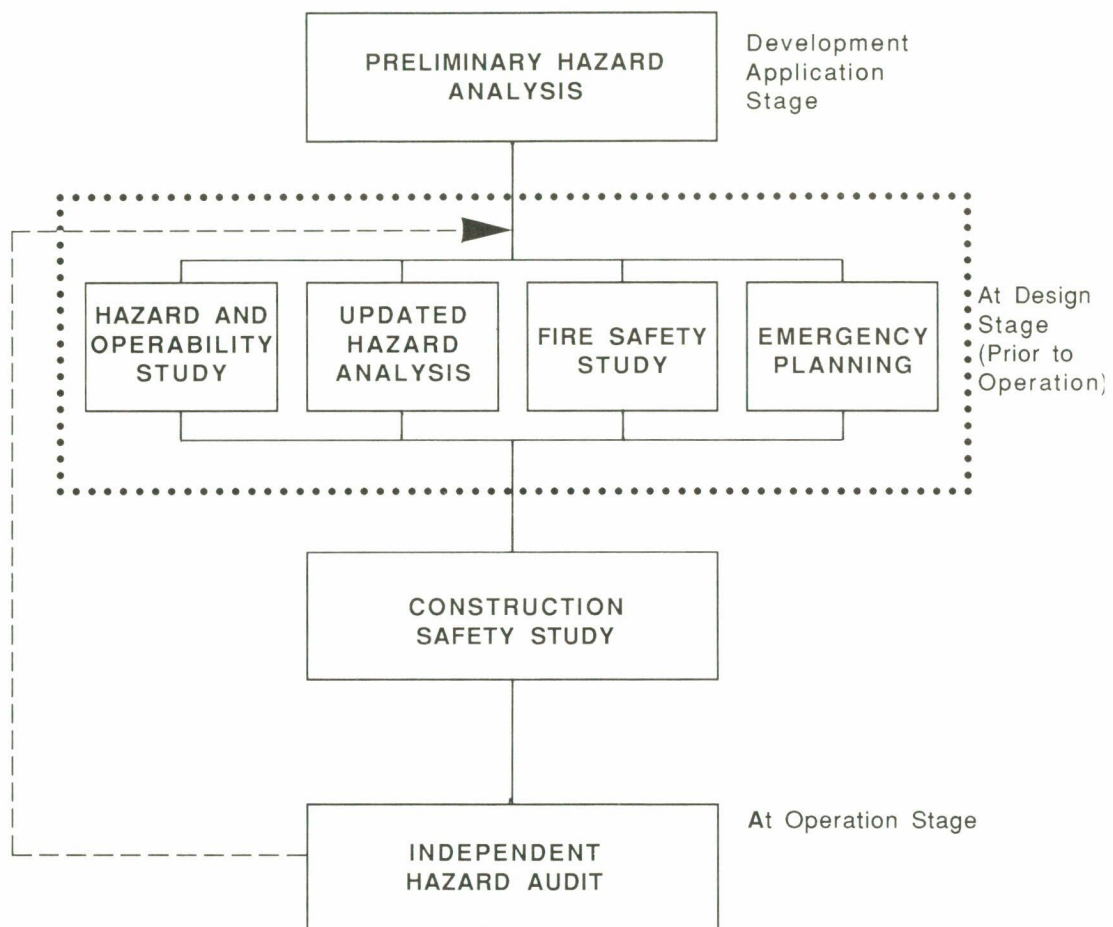 PRELIMINARY HAZARD
ANALYSIS
Development
Application
Stage
HAZARD AND
OPERABILITY
STUDY
UPDATED
HAZARD
ANALYSIS
FIRE SAFETY
STUDY
EMERGENCY
PLANNING
At Design
Stage
(Prior to
Operation)
CONSTRUCTION
SAFETY STUDY
At Operation Stage
INDEPENDENT
HAZARD AUDIT